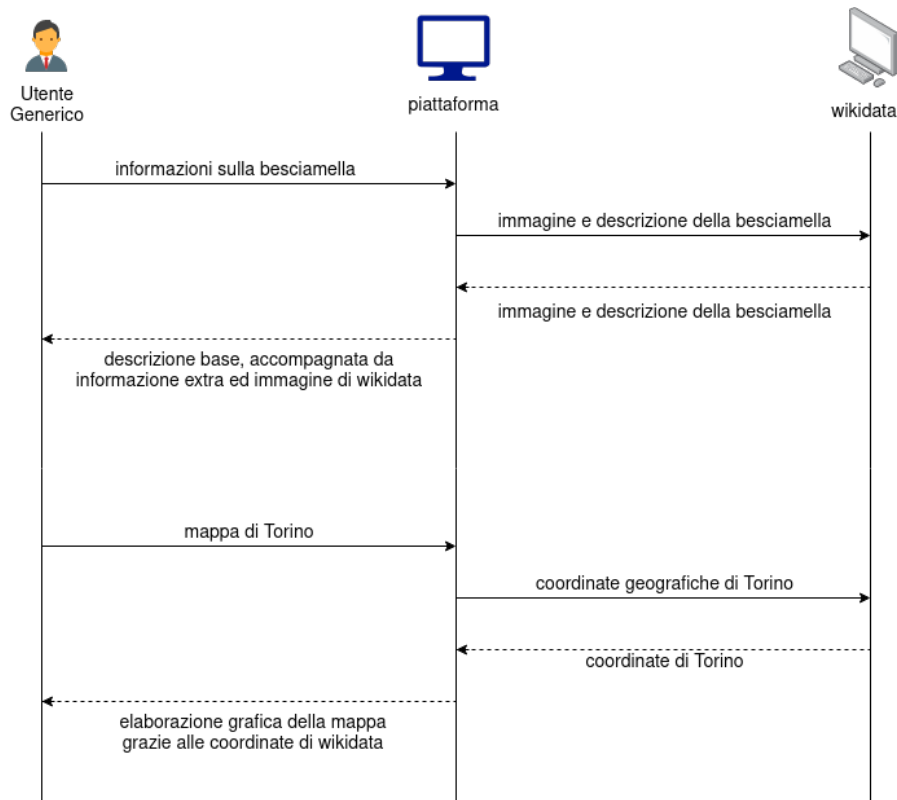 Utente
Generico
piattaforma
wikidata
informazioni sulla besciamella
immagine e descrizione della besciamella
immagine e descrizione della besciamella
descrizione base, accompagnata da
informazione extra ed immagine di wikidata
mappa di Torino
coordinate geografiche di Torino
coordinate di Torino
elaborazione grafica della mappa
grazie alle coordinate di wikidata